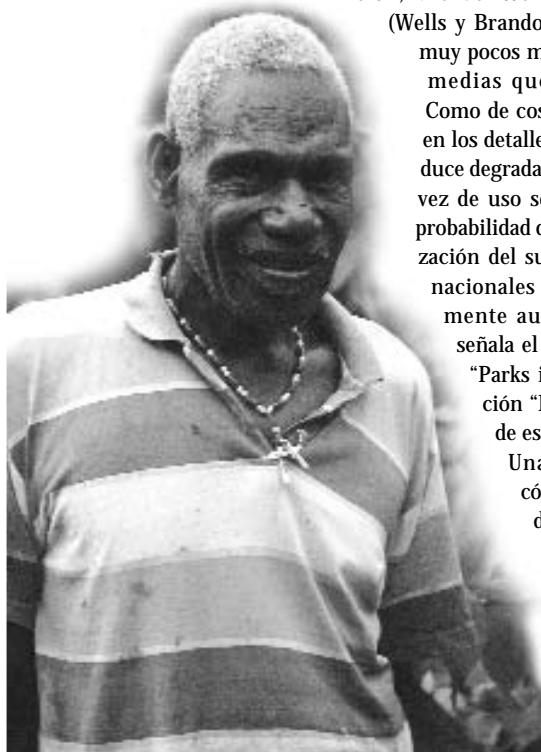 (Wells y Brando
muy pocos m
medias que
Como de cos
en los detalle
duce degrada
vez de uso so
probabilidad d
zación del su
nacionales
mente au
señala el
“Parks i
ción “
de es
Una
có
d